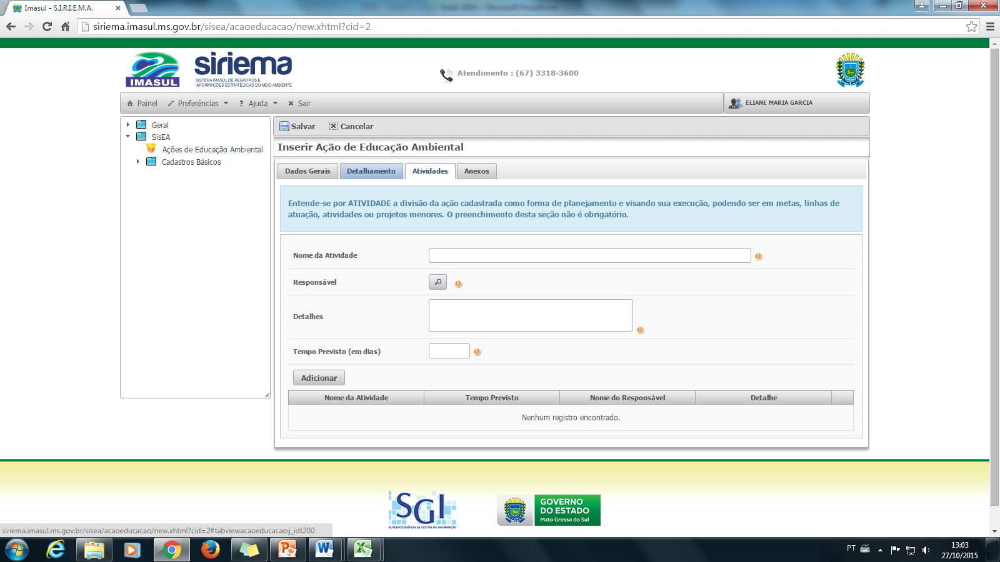 Imasul - S.I.R.I.E.M.A.
siriema.imasul.ms.gov.br/sisea/acaoeducacao/new.xhtml?cid=2
IMASUL
siriema
SISTEMA IMASUL DE REGISTROS E
INFORMAÇÕES ESTRATÉGICAS DO MEIO AMBIENTE
Atendimento : (67) 3318-3600
Painel Preferências ? Ajuda Sair
ELIANE MARIA GARCIA
Geral
SisEA
Ações de Educação Ambiental
Cadastros Básicos
Salvar Cancelar
Inserir Ação de Educação Ambiental
Dados Gerais Detalhamento Atividades Anexos
Entende-se por ATIVIDADE a divisão da ação cadastrada como forma de planejamento e visando sua execução, podendo ser em metas, linhas de
atuação, atividades ou projetos menores. O preenchimento desta seção não é obrigatório.
Nome da Atividade
Responsável
Detalhes
Tempo Previsto (em dias)
Adicionar
Nome da Atividade Tempo Previsto Nome do Responsável Detalhe
Nenhum registro encontrado.
SGI
SUPERINTENDÊNCIA DE GESTÃO DA INFORMAÇÃO
GOVERNO
DO ESTADO
Mato Grosso do Sul
siriema.imasul.ms.gov.br/sisea/acaoeducacao/new.xhtml?cid=2#tabviewacaoeducacao:j_idt200
PT
13:03
27/10/2015